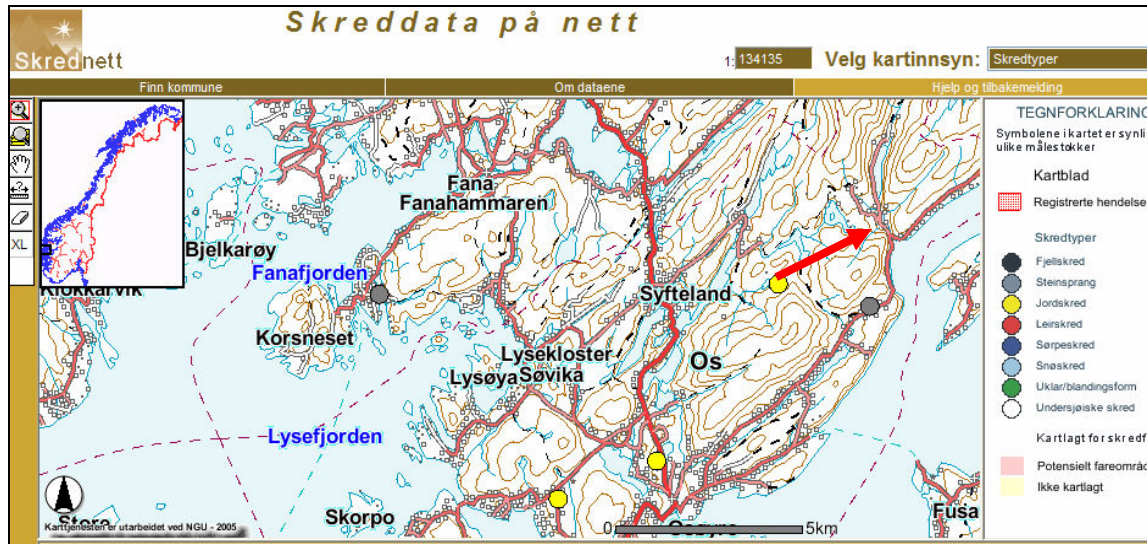 Skreddata på nett
Skrednett
1: 134135
Velg kartinnsyn:
Skredtyper
Finn kommune
Om dataene
Hjelp og tilbakemelding
XL
Fana
Fanahammaren
Bjelkarøy
Fanafjorden
Klokkarvik
Korsneset
Syfteland
Lysekloster
Lysøya Søvika
Os
Lysefjorden
Skorpo
Fusa
0
5km
Karttjenesten er utarbeidet ved NGU - 2005
TEGNFORKLARING
Symbolene i kartet er synli
ulike målestokker
Kartblad
Registrerte hendelse
Skredtyper
Fjellskred
Steinsprang
Jordskred
Leirskred
Sørpeskred
Snøskred
Uklar/blandingsform
Undersjøiske skred
Kartlagt for skredf
Potensielt fareområd
Ikke kartlagt